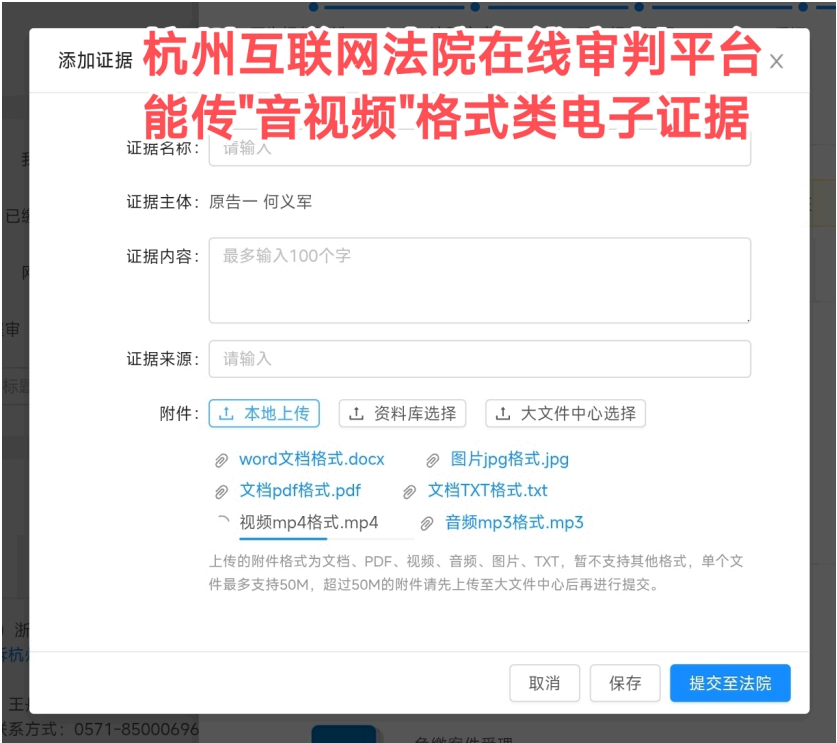 添加证据
杭州互联网法院在线审判平台
能传"音视频"格式类电子证据
证据名称：
请输入
证据主体：原告一 何义军
证据内容：
最多输入100个字
证据来源：
请输入
附件：
本地上传
资料库选择
大文件中心选择
word文档格式.docx
图片jpg格式.jpg
文档pdf格式.pdf
文档TXT格式.txt
视频mp4格式.mp4
音频mp3格式.mp3
上传的附件格式为文档、PDF、视频、音频、图片、TXT，暂不支持其他格式，单个文
件最多支持50M，超过50M的附件请先上传至大文件中心后再进行提交。
取消
保存
提交至法院
已缴
审
标题
浙
诉杭州
联系方式：0571-85000696